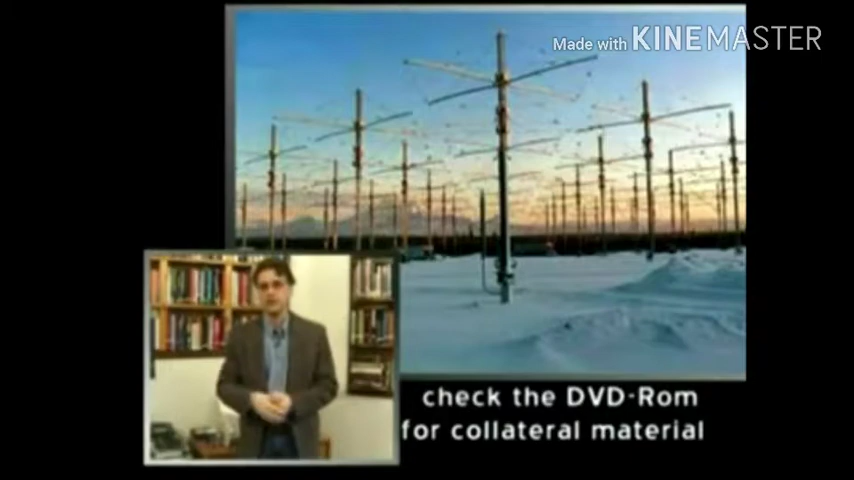 Made with KINEMASTER
check the DVD-Rom
for collateral material